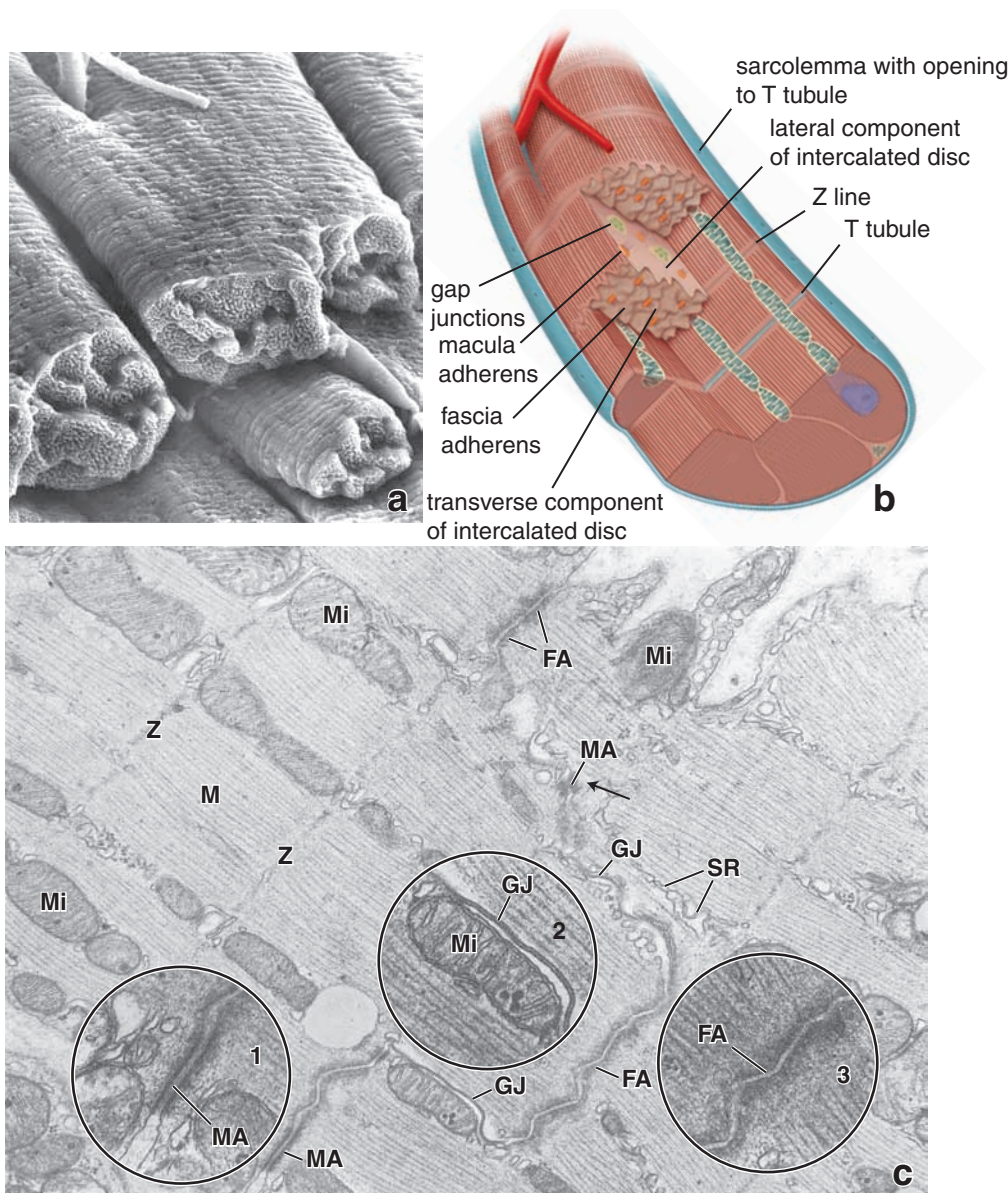 a
sarcolemma with opening
to T tubule
lateral component
of intercalated disc
Z line
T tubule
gap
junctions
macula
adherens
fascia
adherens
transverse component
of intercalated disc
b
Mi
FA
Mi
Z
MA
M
GJ
Z
SR
GJ
Mi
Mi
2
1
FA
3
MA
GJ
FA
MA
c